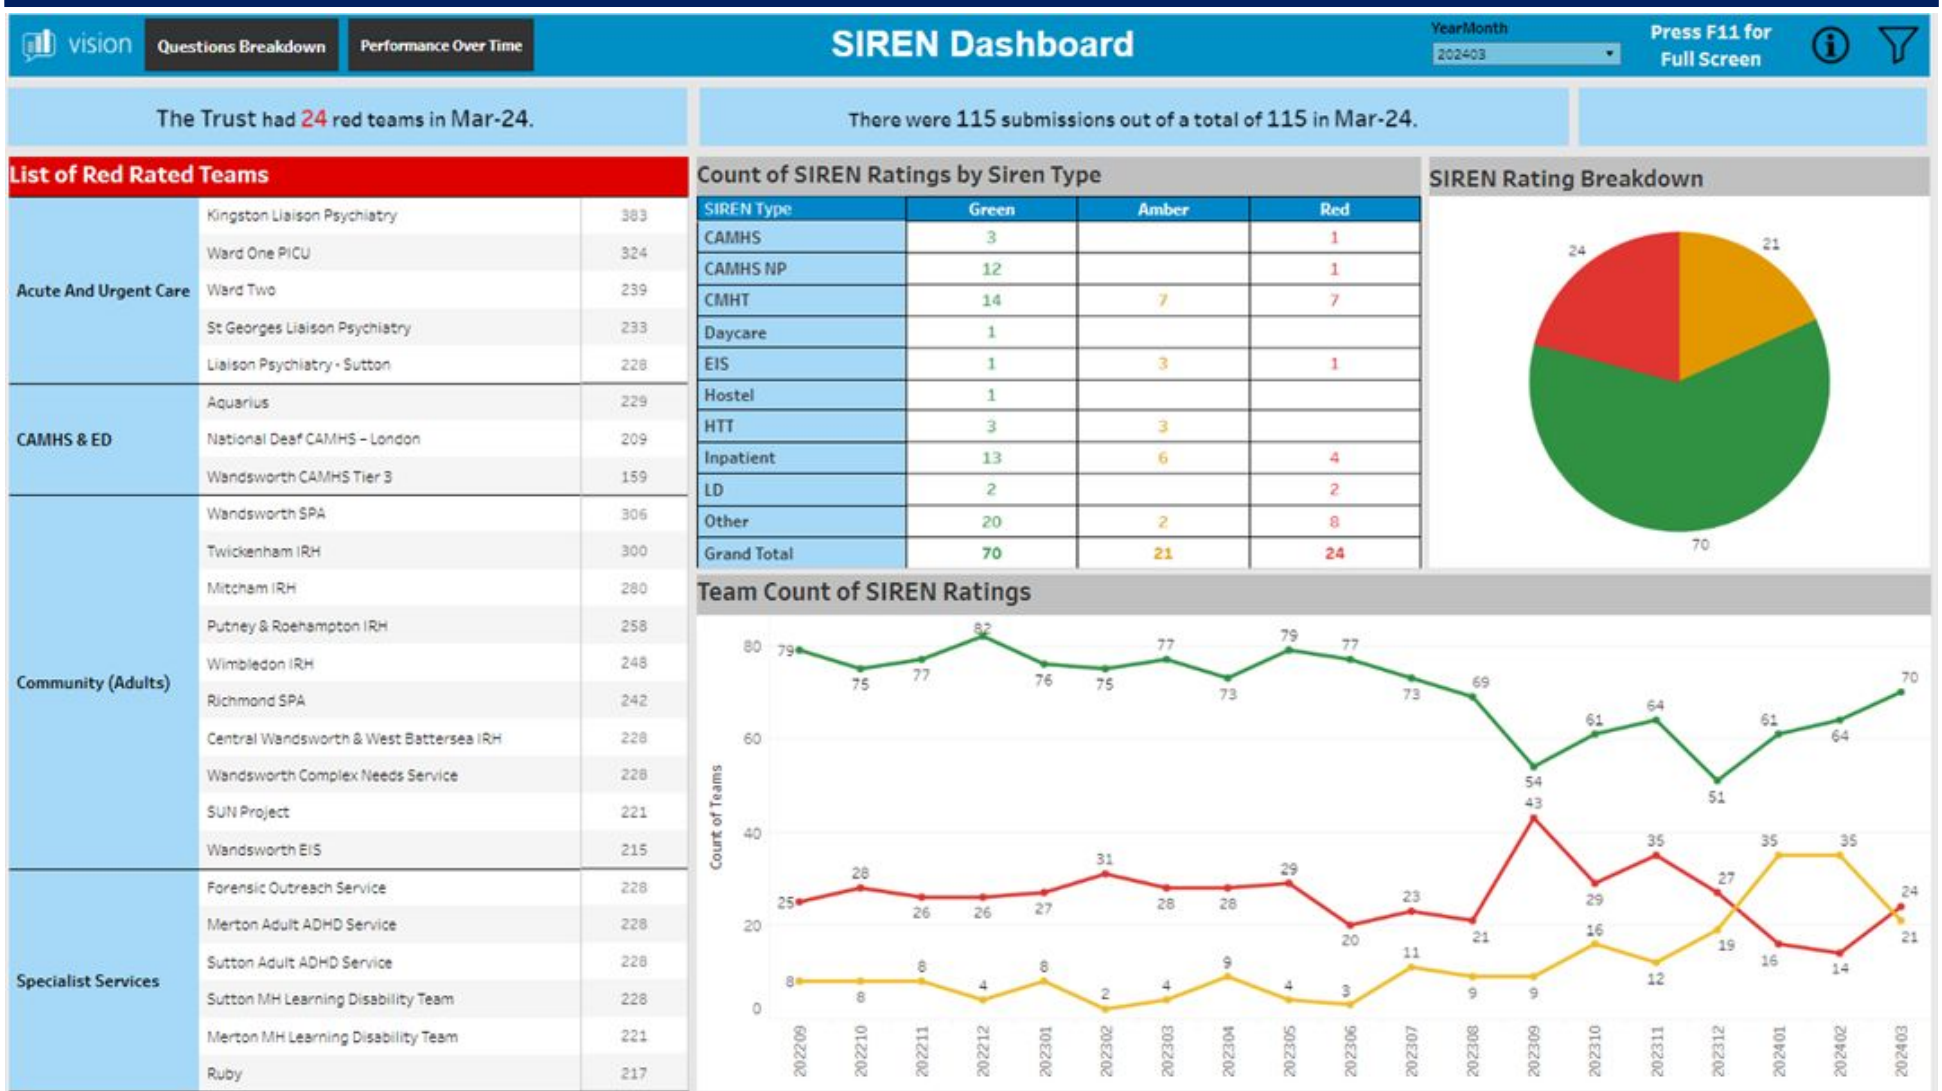 vision
Questions Breakdown
Performance Over Time
SIREN Dashboard
YearMonth
202403
Press F11 for
Full Screen
The Trust had 24 red teams in Mar-24.
There were 115 submissions out of a total of 115 in Mar-24.
List of Red Rated Teams
Acute And Urgent Care
Kingston Liaison Psychiatry 383
Ward One PICU 324
Ward Two 239
St Georges Liaison Psychiatry 233
Liaison Psychiatry - Sutton 228
CAMHS & ED
Aquarius 229
National Deaf CAMHS – London 209
Wandsworth CAMHS Tier 3 159
Community (Adults)
Wandsworth SPA 306
Twickenham IRH 300
Mitcham IRH 280
Putney & Roehampton IRH 258
Wimbledon IRH 248
Richmond SPA 242
Central Wandsworth & West Battersea IRH 228
Wandsworth Complex Needs Service 228
SUN Project 221
Wandsworth EIS 215
Specialist Services
Forensic Outreach Service 228
Merton Adult ADHD Service 228
Sutton Adult ADHD Service 228
Sutton MH Learning Disability Team 228
Merton MH Learning Disability Team 221
Ruby 217
Count of SIREN Ratings by Siren Type
SIREN Type Green Amber Red
CAMHS 3 1
CAMHS NP 12 1
CMHT 14 7 7
Daycare 1
EIS 1 3 1
Hostel 1
HTT 3 3
Inpatient 13 6 4
LD 2 2
Other 20 2 8
Grand Total 70 21 24
SIREN Rating Breakdown
24
21
70
Team Count of SIREN Ratings
Count of Teams
80
60
40
20
0
79 75 77 82 76 75 77 73 79 77 73 69 54 61 64 51 61 64 70
25 28 26 26 27 31 28 28 29 20 23 21 43 29 35 27 16 14 24
8 8 8 4 8 2 4 9 4 3 11 9 9 16 12 19 35 35 21
202209 202210 202211 202212 202301 202302 202303 202304 202305 202306 202307 202308 202309 202310 202311 202312 202401 202402 202403